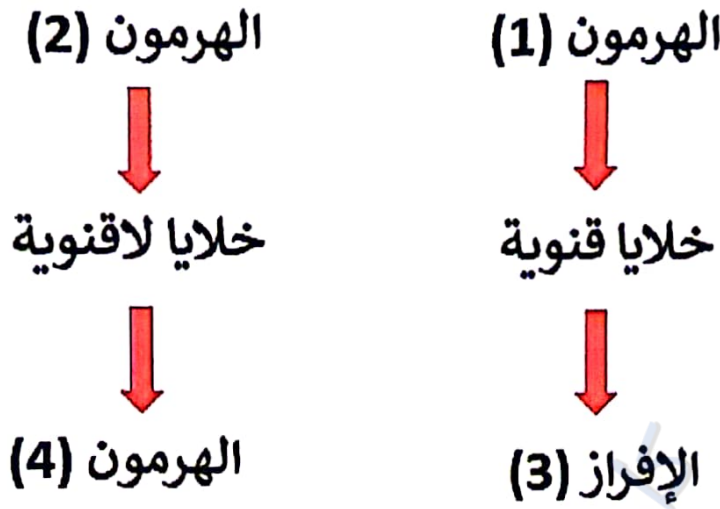 الهرمون (1) الهرمون (2)
خلايا قنوية خلايا لاقنوية
الإفراز (3) الهرمون (4)